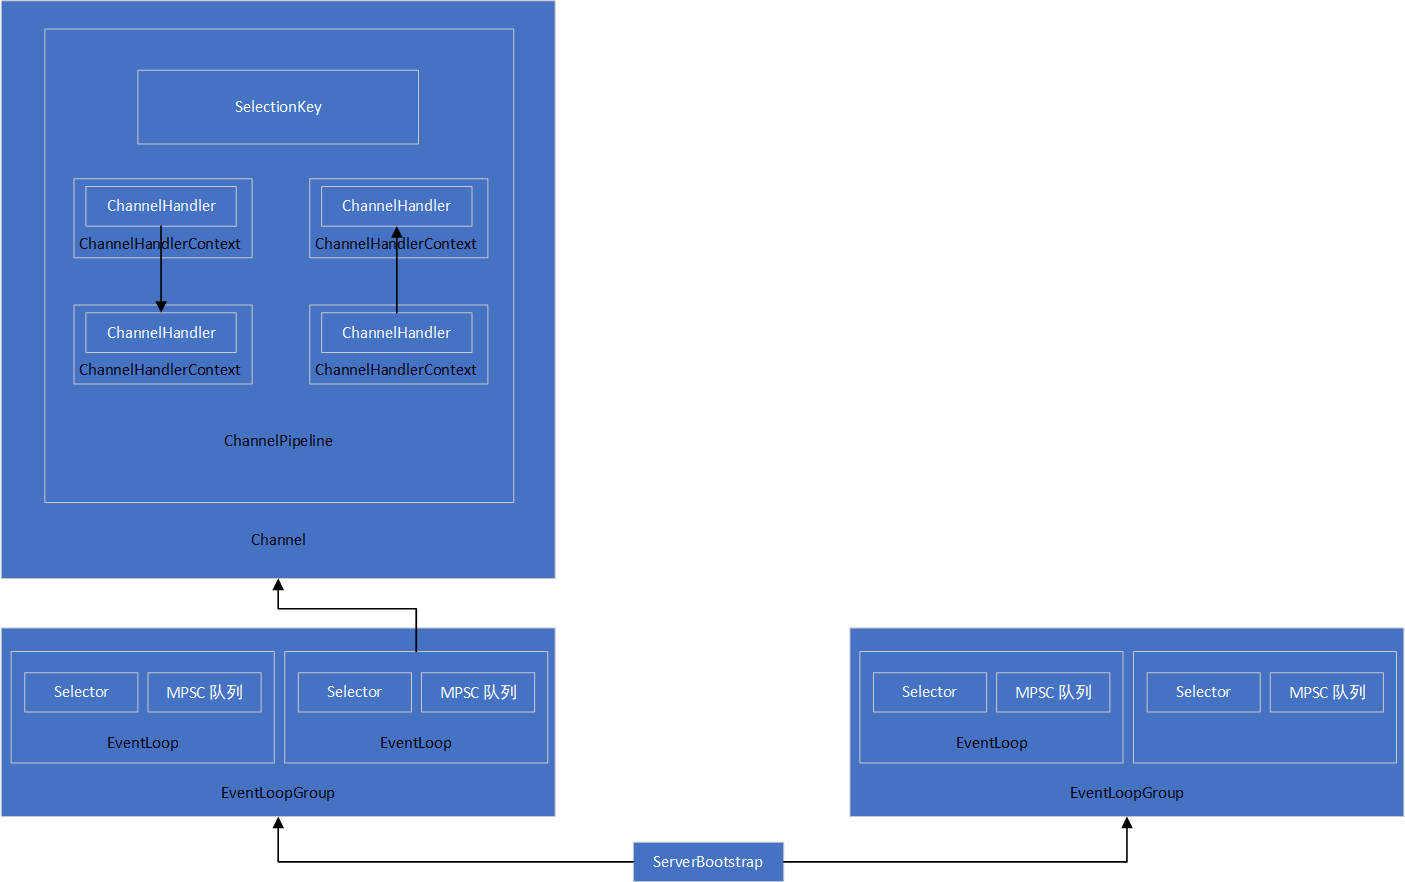 SelectionKey
ChannelHandler
ChannelHandler
ChannelHandlerContext
ChannelHandlerContext
ChannelHandler
ChannelHandler
ChannelHandlerContext
ChannelHandlerContext
ChannelPipeline
Channel
Selector
MPSC 队列
Selector
MPSC 队列
Selector
MPSC 队列
Selector
MPSC 队列
EventLoop
EventLoop
EventLoop
EventLoopGroup
EventLoopGroup
ServerBootstrap